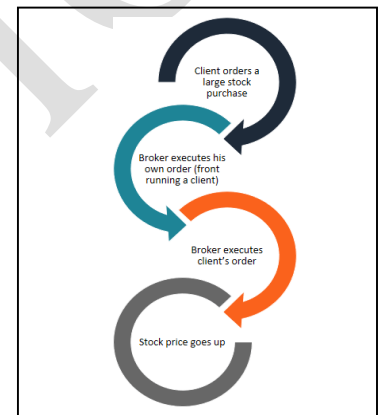 Client orders a
large stock
purchase
Broker executes his
own order (front
running a client)
Broker executes
client's order
Stock price goes up